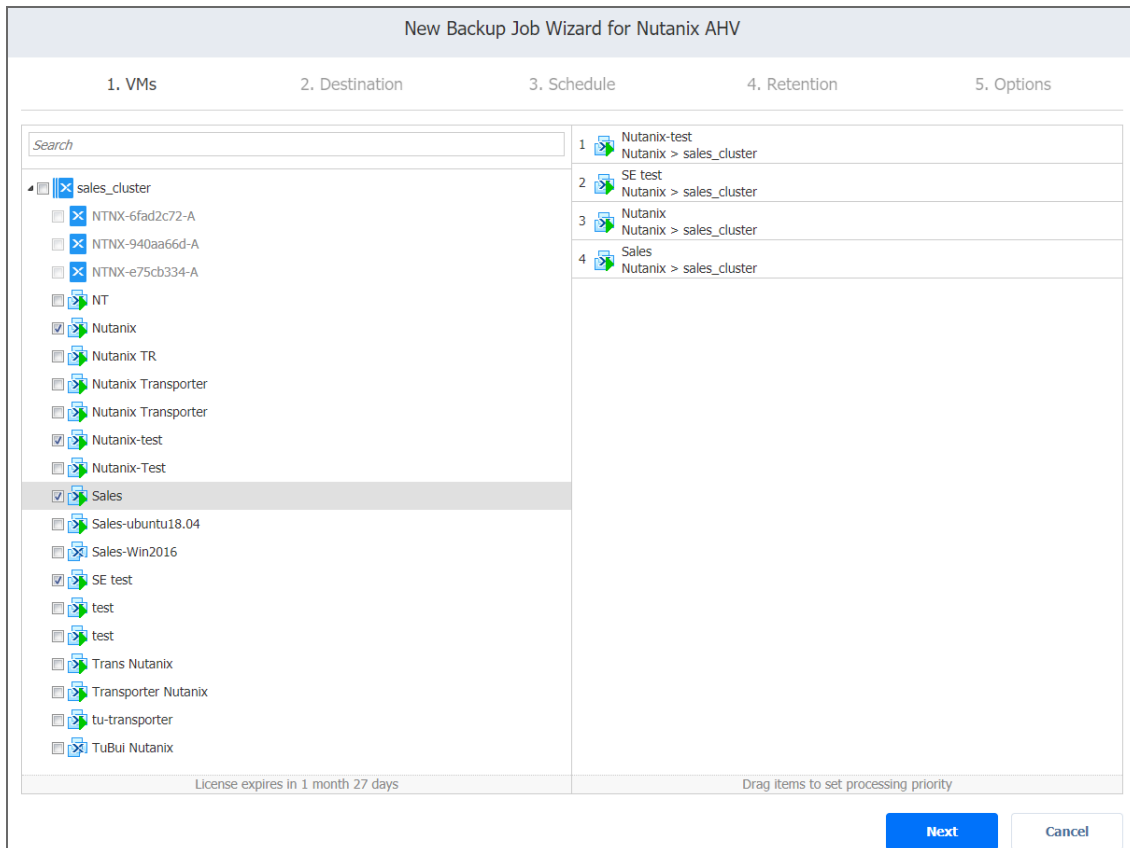 New Backup Job Wizard for Nutanix AHV
1. VMs 2. Destination 3. Schedule 4. Retention 5. Options
Search
sales_cluster
NTNX-6fad2c72-A
NTNX-940aa66d-A
NTNX-e75cb334-A
NT
Nutanix
Nutanix TR
Nutanix Transporter
Nutanix Transporter
Nutanix-test
Nutanix-Test
Sales
Sales-ubuntu18.04
Sales-Win2016
SE test
test
test
Trans Nutanix
Transporter Nutanix
tu-transporter
TuBui Nutanix
License expires in 1 month 27 days
1 Nutanix-test
Nutanix > sales_cluster
2 SE test
Nutanix > sales_cluster
3 Nutanix
Nutanix > sales_cluster
4 Sales
Nutanix > sales_cluster
Drag items to set processing priority
Next Cancel